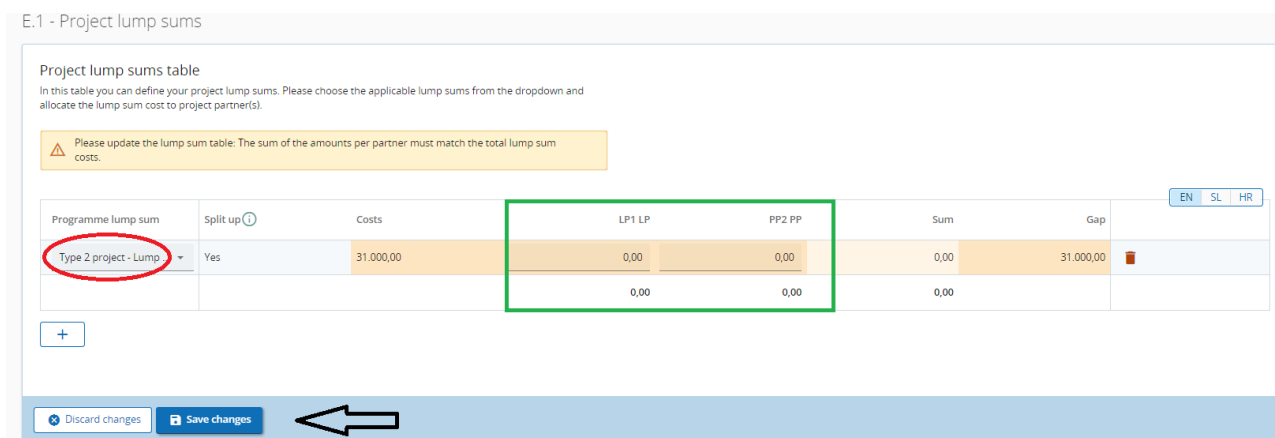 E.1 - Project lump sums
Project lump sums table
In this table you can define your project lump sums. Please choose the applicable lump sums from the dropdown and
allocate the lump sum cost to project partner(s).
Please update the lump sum table: The sum of the amounts per partner must match the total lump sum
costs.
EN SL HR
Programme lump sum Split up Costs LP1 LP PP2 PP Sum Gap
Type 2 project - Lump ... Yes 31.000,00 0,00 0,00 0,00 31.000,00
0,00 0,00 0,00
+
Discard changes Save changes